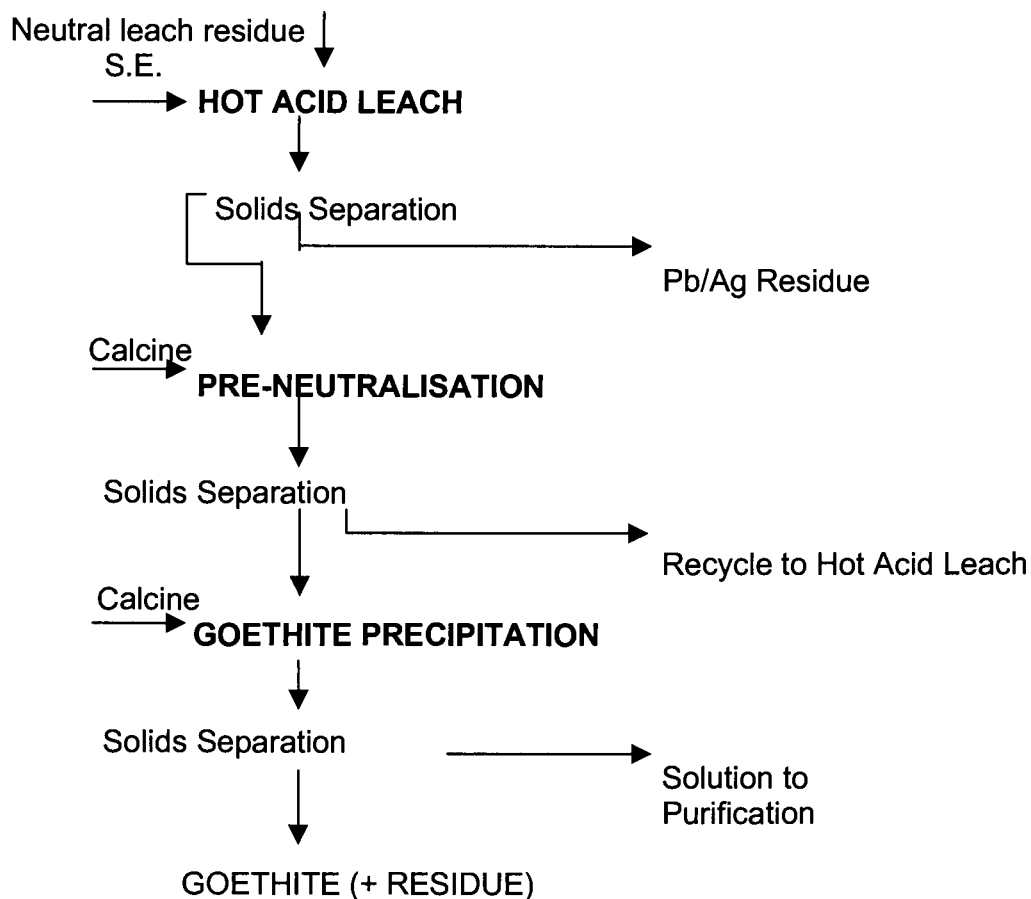 Neutral leach residue
S.E.
HOT ACID LEACH
Solids Separation
Pb/Ag Residue
Calcine
PRE-NEUTRALISATION
Solids Separation
Recycle to Hot Acid Leach
Calcine
GOETHITE PRECIPITATION
Solids Separation
Solution to
Purification
GOETHITE (+ RESIDUE)